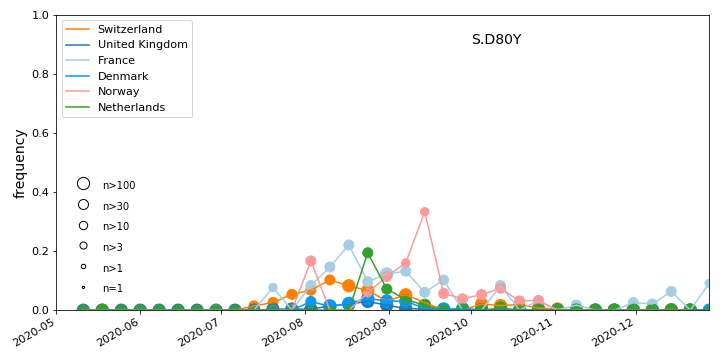 S.D80Y
Switzerland
United Kingdom
France
Denmark
Norway
Netherlands
frequency
1.0
0.8
0.6
0.4
0.2
0.0
n>100
n>30
n>10
n>3
n>1
n=1
2020-05
2020-06
2020-07
2020-08
2020-09
2020-10
2020-11
2020-12